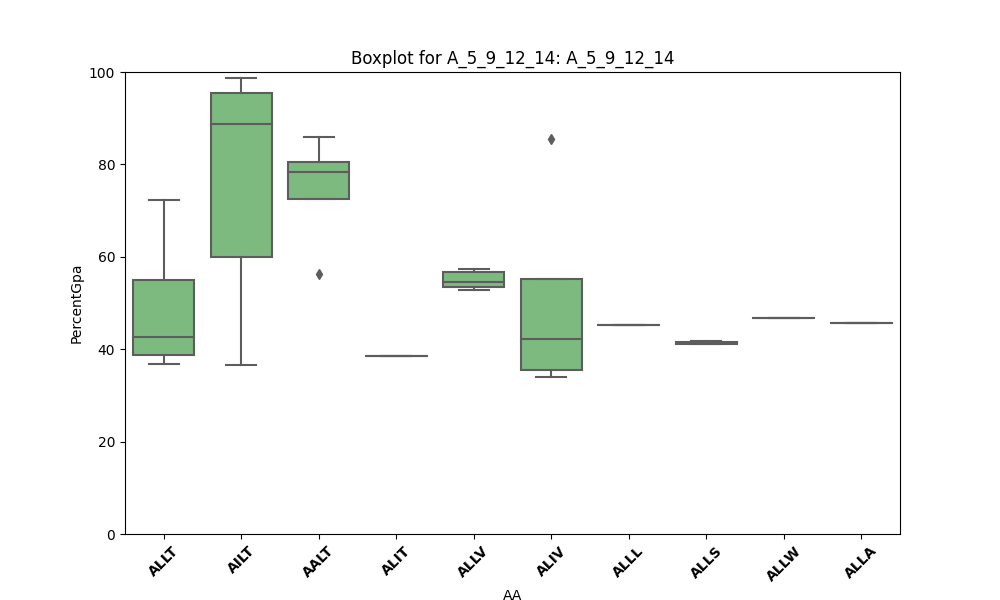 Boxplot for A_5_9_12_14: A_5_9_12_14
100
80
60
40
20
0
PercentGpa
ALLT AILT AALT ALIT ALLV ALIV ALLL ALLS ALLW ALLA
AA